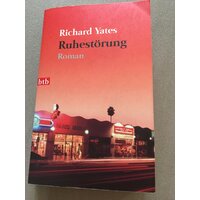 Richard Yates
Ruhestörung
Roman
btb